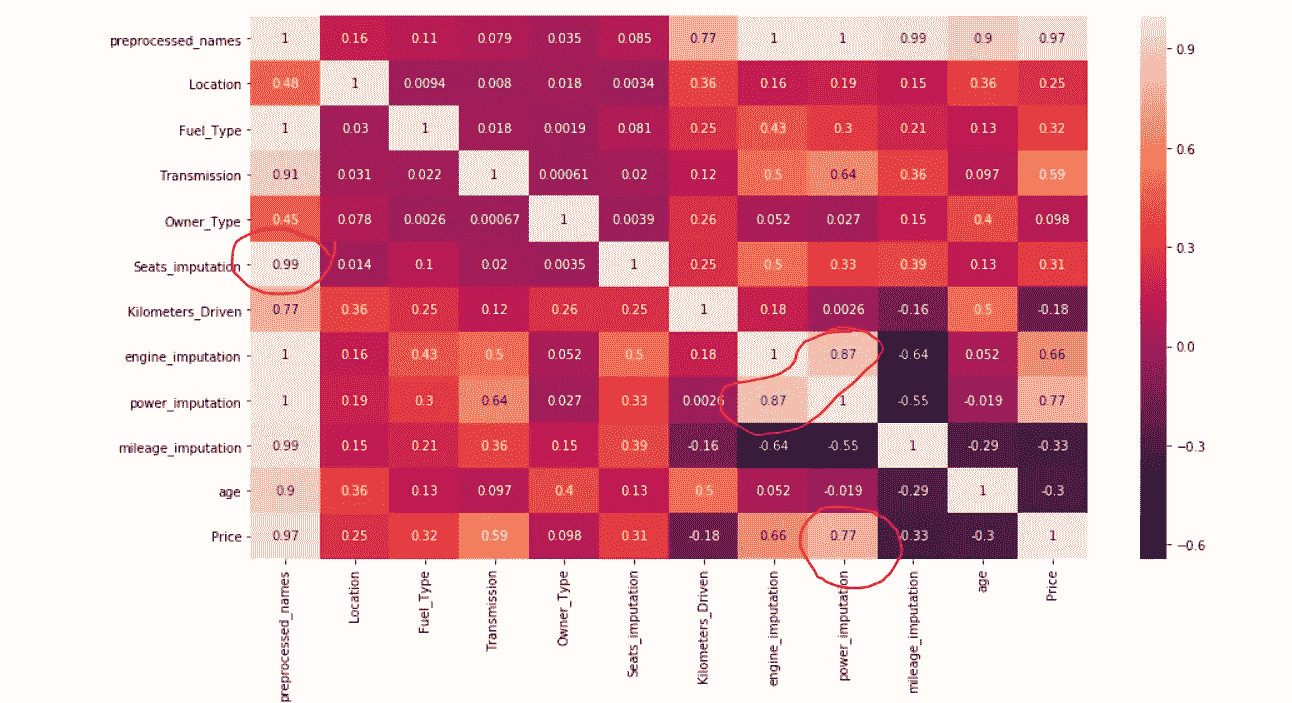 preprocessed_names 1 0.16 0.11 0.079 0.035 0.085 0.77 1 1 0.99 0.9 0.97
Location 0.48 1 0.0094 0.008 0.018 0.0034 0.36 0.16 0.19 0.15 0.36 0.25
Fuel_Type 1 0.03 1 0.018 0.0019 0.081 0.25 0.43 0.3 0.21 0.13 0.32
Transmission 0.91 0.031 0.022 1 0.00061 0.02 0.12 0.5 0.64 0.36 0.097 0.59
Owner_Type 0.45 0.078 0.0026 0.00067 1 0.0039 0.26 0.052 0.027 0.15 0.4 0.098
Seats_imputation 0.99 0.014 0.1 0.02 0.0035 1 0.25 0.5 0.33 0.39 0.13 0.31
Kilometers_Driven 0.77 0.36 0.25 0.12 0.26 0.25 1 0.18 0.0026 -0.16 0.5 -0.18
engine_imputation 1 0.16 0.43 0.5 0.052 0.5 0.18 1 0.87 -0.64 0.052 0.66
power_imputation 1 0.19 0.3 0.64 0.027 0.33 0.0026 0.87 1 -0.55 -0.019 0.77
mileage_imputation 0.99 0.15 0.21 0.36 0.15 0.39 -0.16 -0.64 -0.55 1 -0.29 -0.33
age 0.9 0.36 0.13 0.097 0.4 0.13 0.5 0.052 -0.019 -0.29 1 -0.3
Price 0.97 0.25 0.32 0.59 0.098 0.31 -0.18 0.66 0.77 -0.33 -0.3 1
preprocessed_names
Location
Fuel_Type
Transmission
Owner_Type
Seats_imputation
Kilometers_Driven
engine_imputation
power_imputation
mileage_imputation
age
Price
0.9
0.6
0.3
0.0
−0.3
−0.6